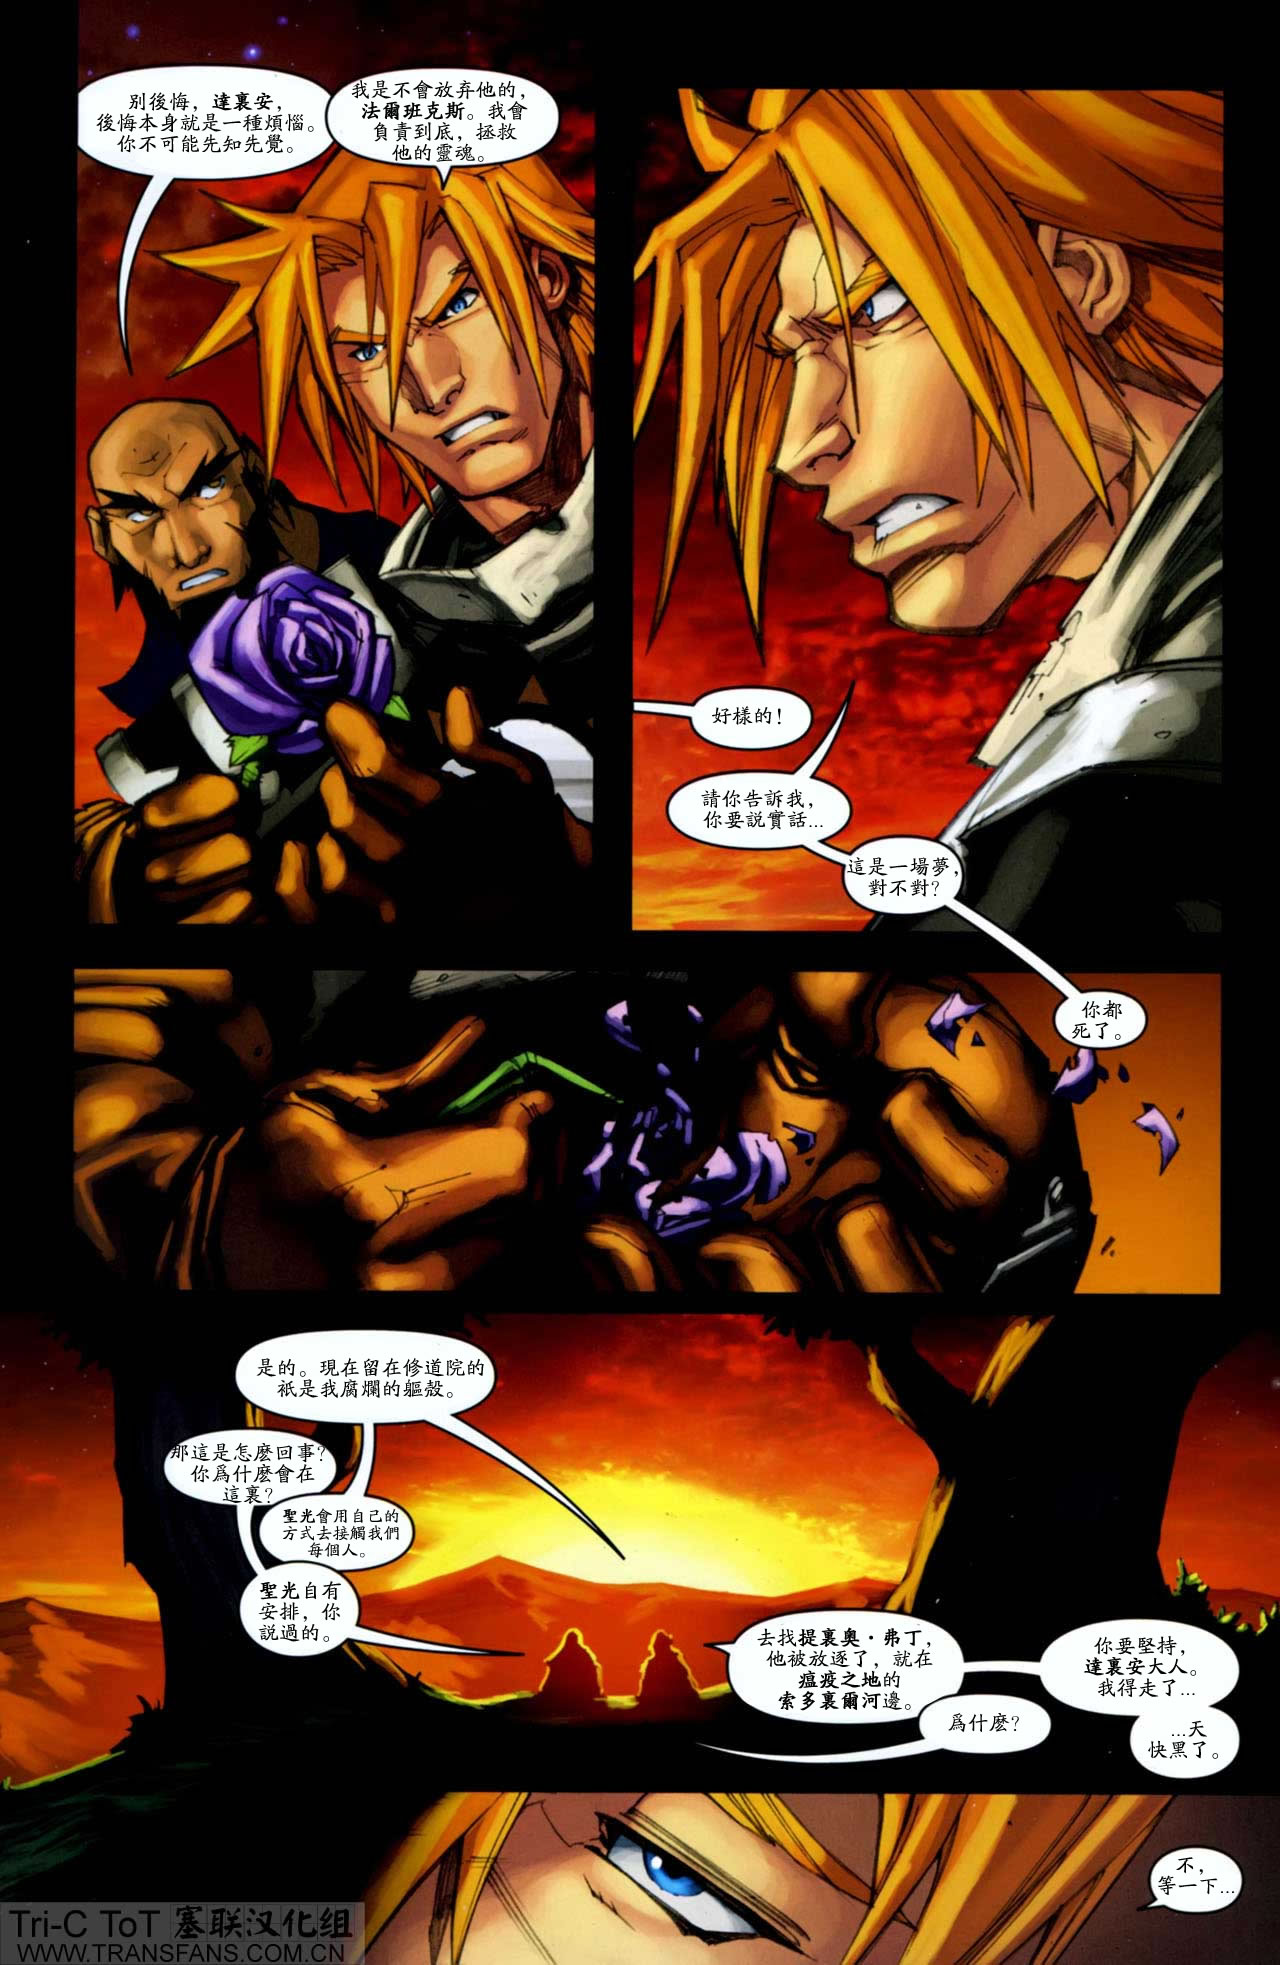 別後悔，達裏安，
後悔本身就是一種煩惱。
你不可能先知先覺。
我是不會放弃他的，
法爾班克斯。我會
負責到底，拯救
他的靈魂。
好樣的！
請你告訴我，
你要説實話...
這是一場夢，
對不對？
你都
死了。
是的。現在留在修道院的
衹是我腐爛的軀殼。
那這是怎麽回事？
你爲什麽會在
這裏？
聖光會用自己的
方式去接觸我們
每個人。
聖光自有
安排，你
説過的。
去找提裏奥·弗丁，
他被放逐了，就在
瘟疫之地的
索多裏爾河邊。
爲什麽？
你要堅持，
達裏安大人。
我得走了...
...天
快黑了。
不，
等一下...
Tri-C ToT 塞联汉化组
WWW.TRANSFANS.COM.CN